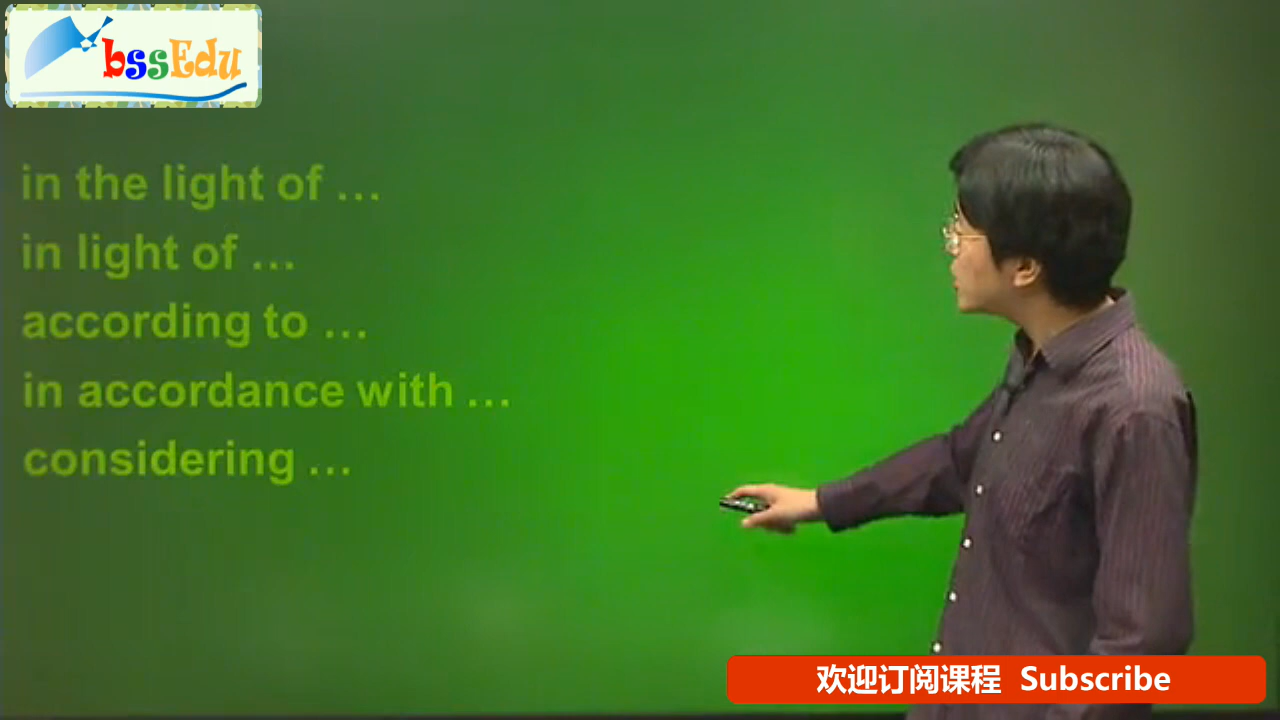 bssEdu
in the light of ...
in light of ...
according to ...
in accordance with ...
considering ...
欢迎订阅课程 Subscribe